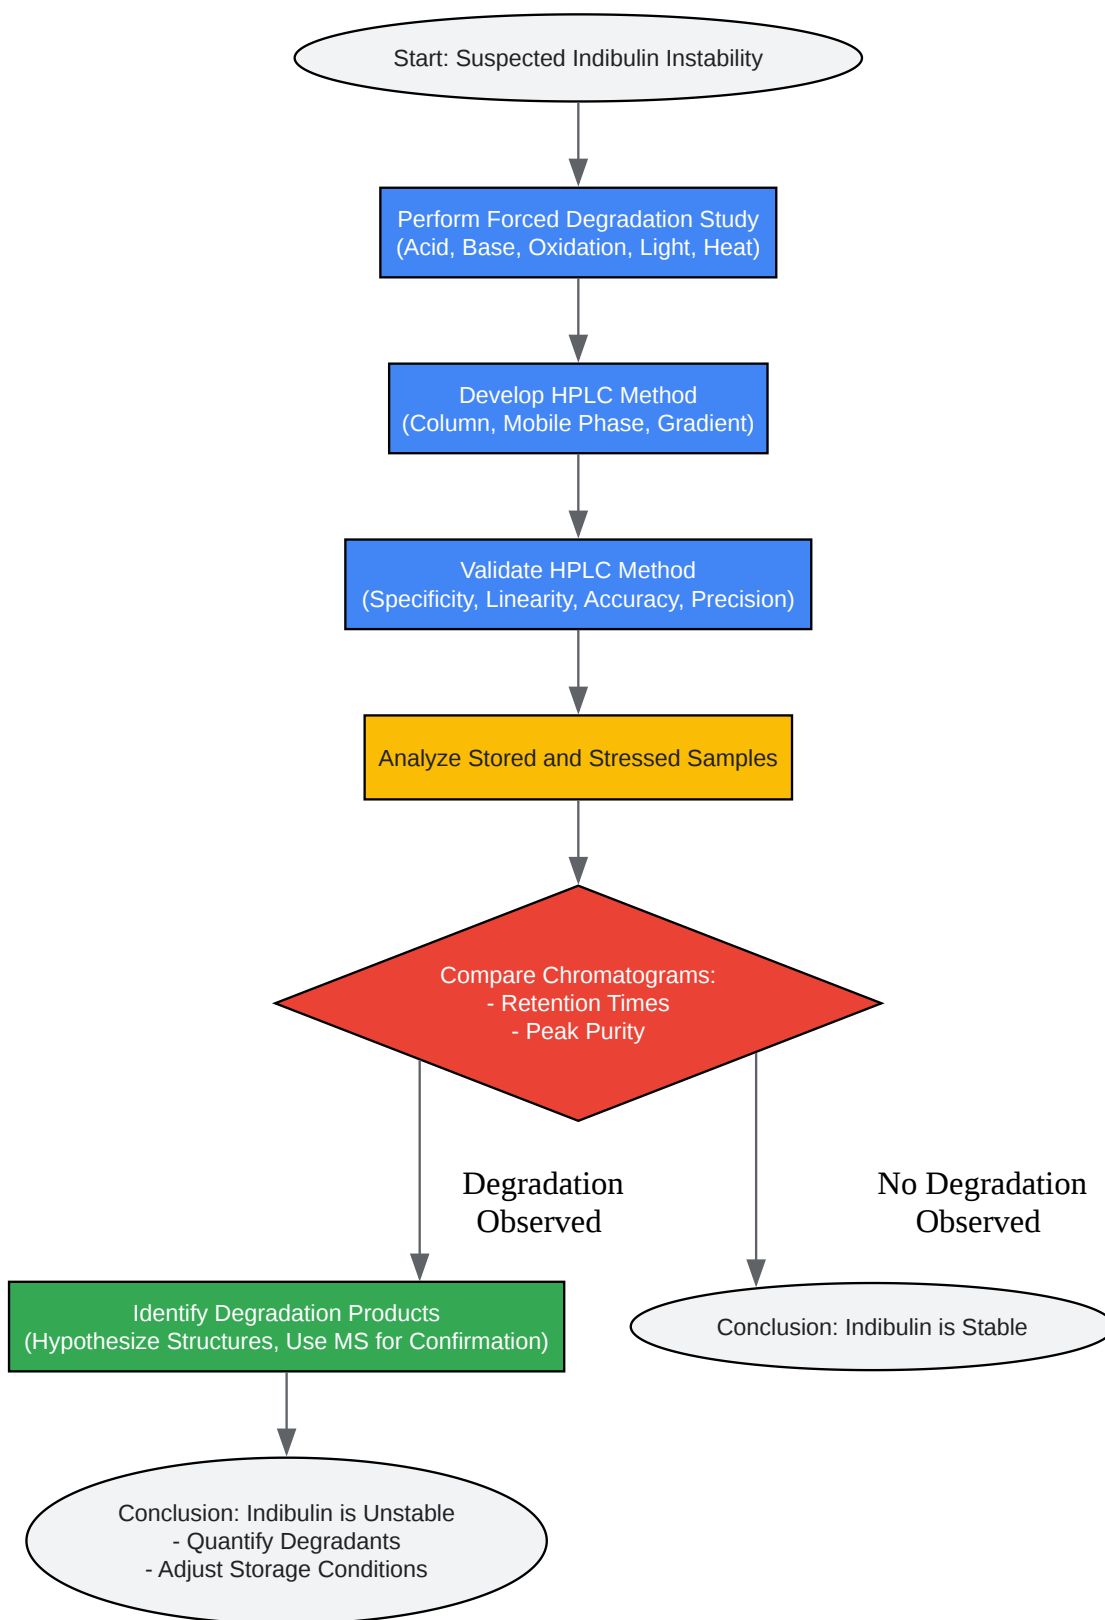 Start: Suspected Indibulin Instability
Perform Forced Degradation Study
(Acid, Base, Oxidation, Light, Heat)
Develop HPLC Method
(Column, Mobile Phase, Gradient)
Validate HPLC Method
(Specificity, Linearity, Accuracy, Precision)
Analyze Stored and Stressed Samples
Compare Chromatograms:
- Retention Times
- Peak Purity
Degradation
Observed
No Degradation
Observed
Identify Degradation Products
(Hypothesize Structures, Use MS for Confirmation)
Conclusion: Indibulin is Stable
Conclusion: Indibulin is Unstable
- Quantify Degradants
- Adjust Storage Conditions